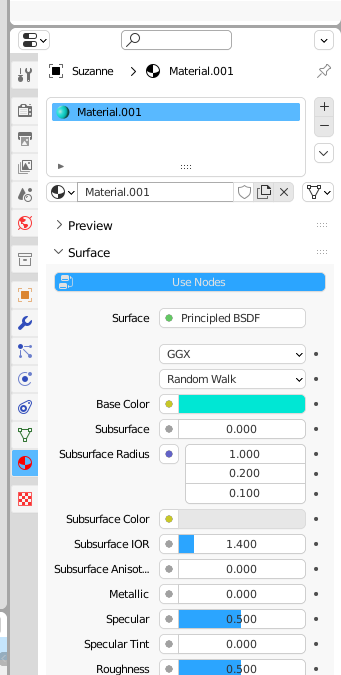 Suzanne > Material.001
Material.001
Material.001
Preview
Surface
Use Nodes
Surface Principled BSDF
GGX
Random Walk
Base Color
Subsurface 0.000
Subsurface Radius 1.000
0.200
0.100
Subsurface Color
Subsurface IOR 1.400
Subsurface Anisot... 0.000
Metallic 0.000
Specular 0.500
Specular Tint 0.000
Roughness 0.500